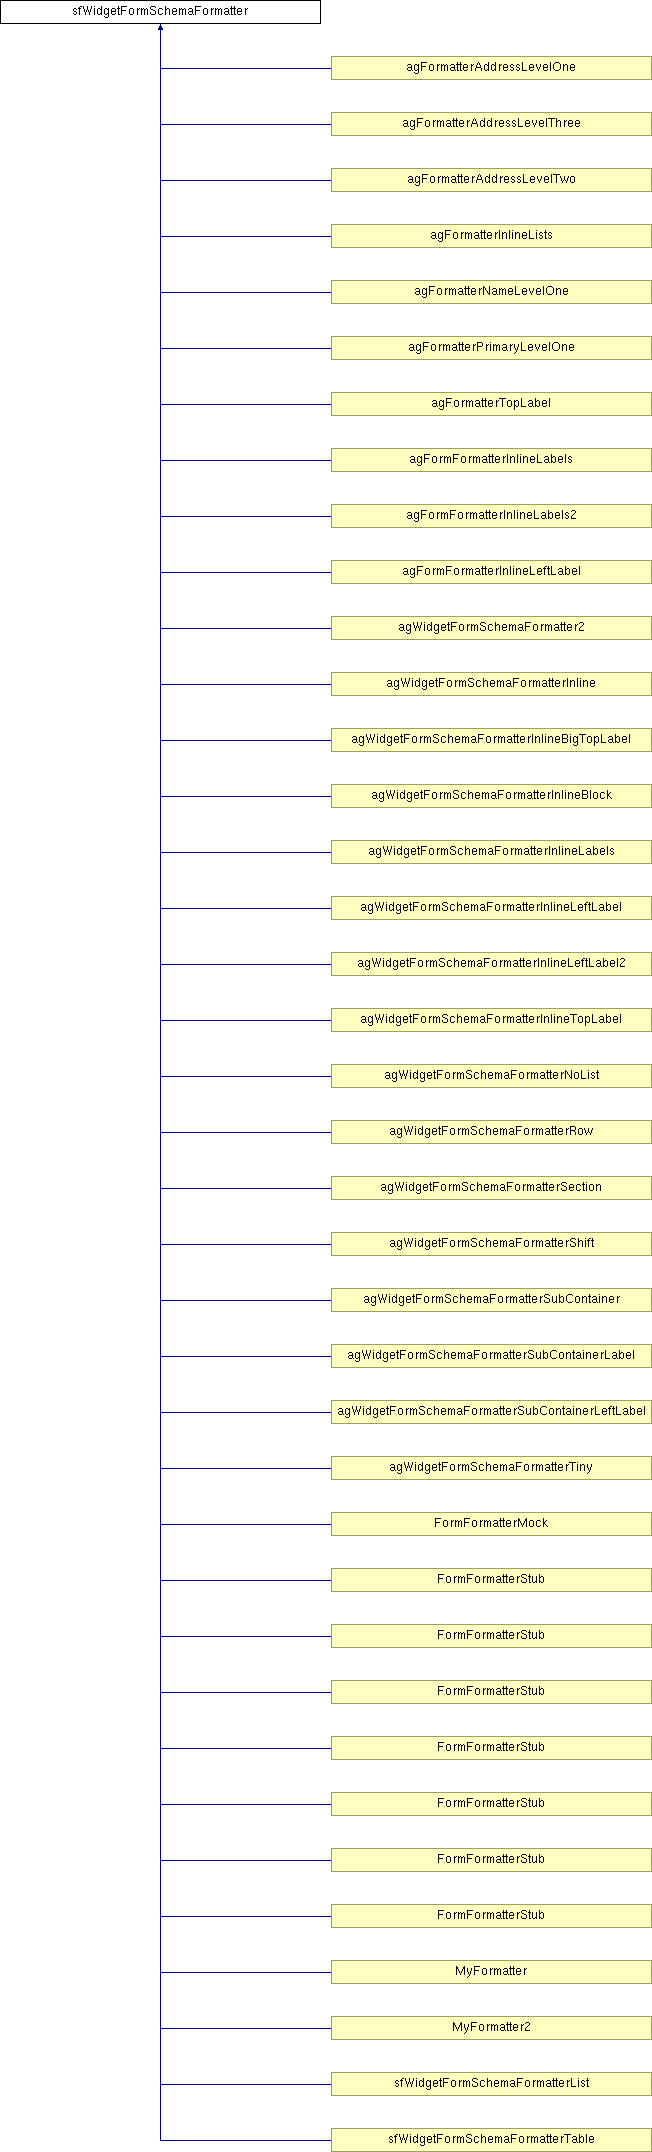 sfWidgetFormSchemaFormatter
agFormatterAddressLevelOne
agFormatterAddressLevelThree
agFormatterAddressLevelTwo
agFormatterInlineLists
agFormatterNameLevelOne
agFormatterPrimaryLevelOne
agFormatterTopLabel
agFormFormatterInlineLabels
agFormFormatterInlineLabels2
agFormFormatterInlineLeftLabel
agWidgetFormSchemaFormatter2
agWidgetFormSchemaFormatterInline
agWidgetFormSchemaFormatterInlineBigTopLabel
agWidgetFormSchemaFormatterInlineBlock
agWidgetFormSchemaFormatterInlineLabels
agWidgetFormSchemaFormatterInlineLeftLabel
agWidgetFormSchemaFormatterInlineLeftLabel2
agWidgetFormSchemaFormatterInlineTopLabel
agWidgetFormSchemaFormatterNoList
agWidgetFormSchemaFormatterRow
agWidgetFormSchemaFormatterSection
agWidgetFormSchemaFormatterShift
agWidgetFormSchemaFormatterSubContainer
agWidgetFormSchemaFormatterSubContainerLabel
agWidgetFormSchemaFormatterSubContainerLeftLabel
agWidgetFormSchemaFormatterTiny
FormFormatterMock
FormFormatterStub
FormFormatterStub
FormFormatterStub
FormFormatterStub
FormFormatterStub
FormFormatterStub
FormFormatterStub
MyFormatter
MyFormatter2
sfWidgetFormSchemaFormatterList
sfWidgetFormSchemaFormatterTable